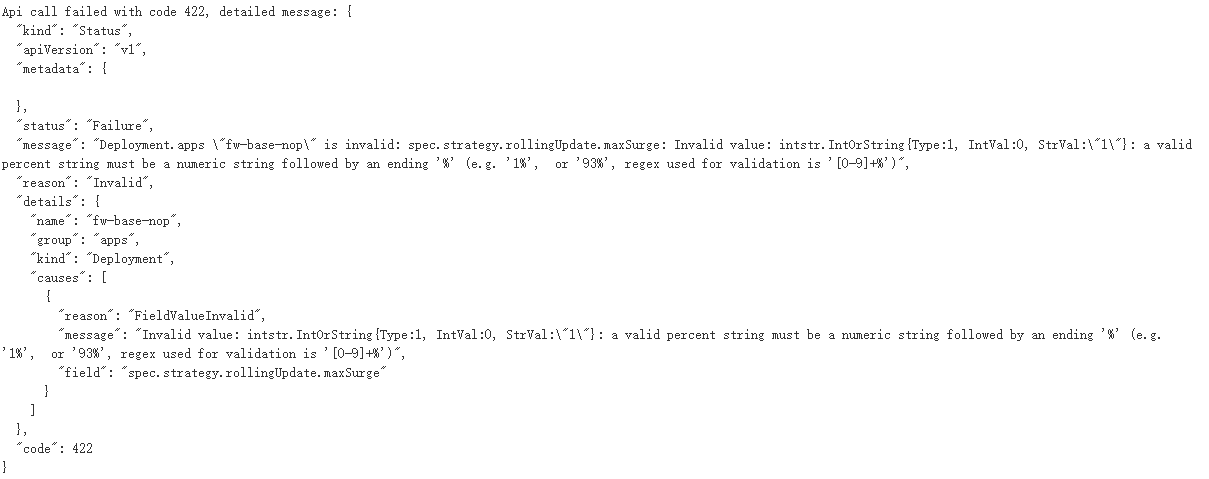 Api call failed with code 422, detailed message: {
"kind": "Status",
"apiVersion": "v1",
"metadata": {
},
"status": "Failure",
"message": "Deployment.apps \"fw-base-nop\" is invalid: spec.strategy.rollingUpdate.maxSurge: Invalid value: intstr.IntOrString{Type:1, IntVal:0, StrVal:\"1\"}: a valid
percent string must be a numeric string followed by an ending '%' (e.g. '1%',  or '93%', regex used for validation is '[0-9]+%')",
"reason": "Invalid",
"details": {
"name": "fw-base-nop",
"group": "apps",
"kind": "Deployment",
"causes": [
{
"reason": "FieldValueInvalid",
"message": "Invalid value: intstr.IntOrString{Type:1, IntVal:0, StrVal:\"1\"}: a valid percent string must be a numeric string followed by an ending '%' (e.g.
'1%',  or '93%', regex used for validation is '[0-9]+%')",
"field": "spec.strategy.rollingUpdate.maxSurge"
}
]
},
"code": 422
}